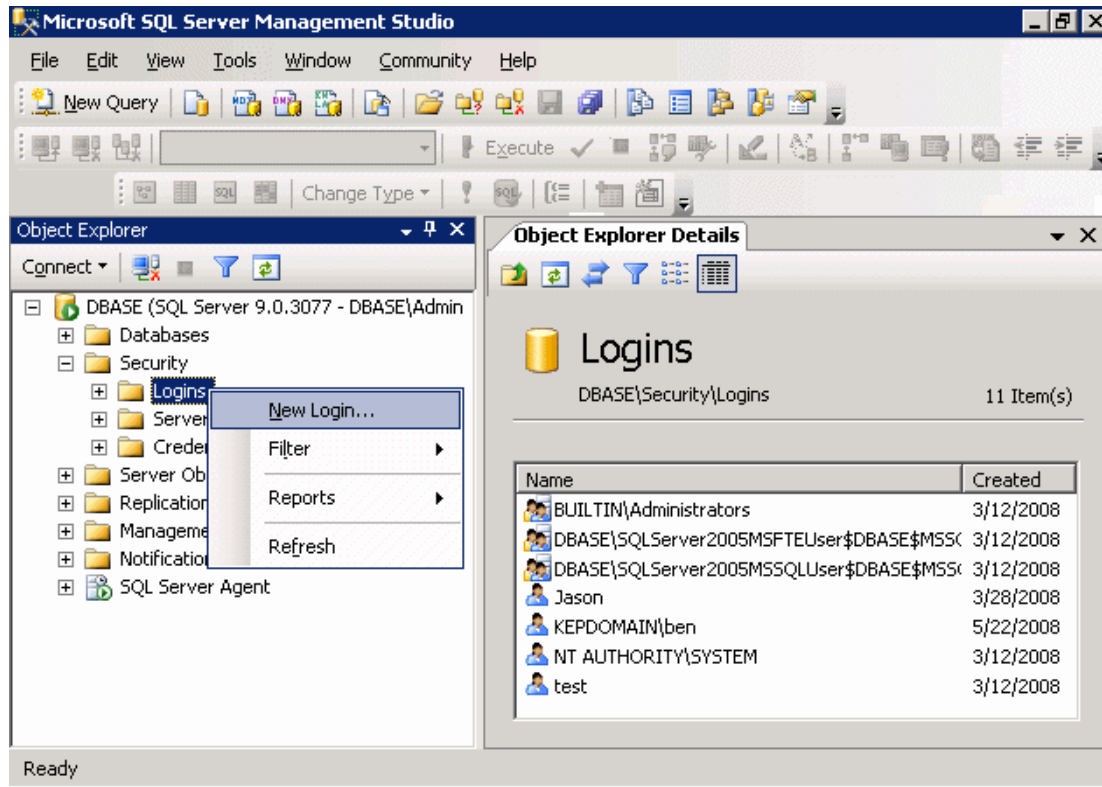 Microsoft SQL Server Management Studio
File Edit View Tools Window Community Help
New Query
Execute
Change Type
Object Explorer
Connect
DBASE (SQL Server 9.0.3077 - DBASE\Admin
Databases
Security
Logins
Server
Creder
Server Ob
Replication
Manageme
Notification
SQL Server Agent
New Login...
Filter
Reports
Refresh
Object Explorer Details
Logins
DBASE\Security\Logins 11 Item(s)
Name Created
BUILTIN\Administrators 3/12/2008
DBASE\SQLServer2005MSFTEUser$DBASE$MSS 3/12/2008
DBASE\SQLServer2005MSSQLUser$DBASE$MSS 3/12/2008
Jason 3/28/2008
KEPDOMAIN\ben 5/22/2008
NT AUTHORITY\SYSTEM 3/12/2008
test 3/12/2008
Ready